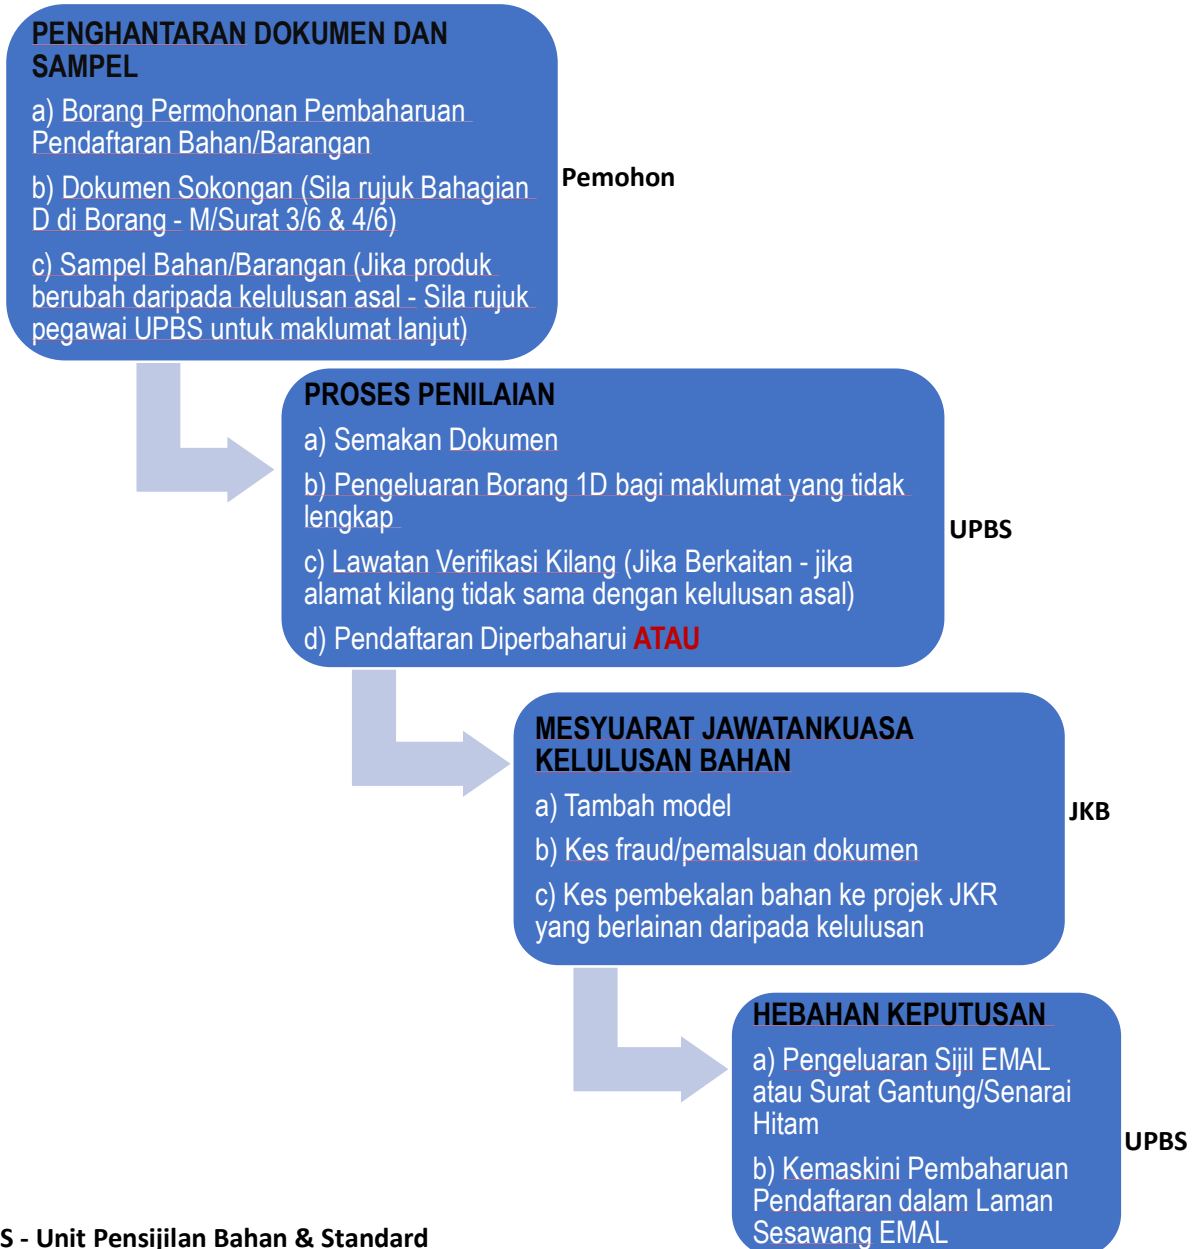 PENGHANTARAN DOKUMEN DAN
SAMPEL
a) Borang Permohonan Pembaharuan
Pendaftaran Bahan/Barangan
b) Dokumen Sokongan (Sila rujuk Bahagian
D di Borang - M/Surat 3/6 & 4/6)
c) Sampel Bahan/Barangan (Jika produk
berubah daripada kelulusan asal - Sila rujuk
pegawai UPBS untuk maklumat lanjut)
Pemohon
PROSES PENILAIAN
a) Semakan Dokumen
b) Pengeluaran Borang 1D bagi maklumat yang tidak
lengkap
c) Lawatan Verifikasi Kilang (Jika Berkaitan - jika
alamat kilang tidak sama dengan kelulusan asal)
d) Pendaftaran Diperbaharui ATAU
UPBS
MESYUARAT JAWATANKUASA
KELULUSAN BAHAN
a) Tambah model
b) Kes fraud/pemalsuan dokumen
c) Kes pembekalan bahan ke projek JKR
yang berlainan daripada kelulusan
JKB
HEBAHAN KEPUTUSAN
a) Pengeluaran Sijil EMAL
atau Surat Gantung/Senarai
Hitam
b) Kemaskini Pembaharuan
Pendaftaran dalam Laman
Sesawang EMAL
UPBS
S - Unit Pensijilan Bahan & Standard